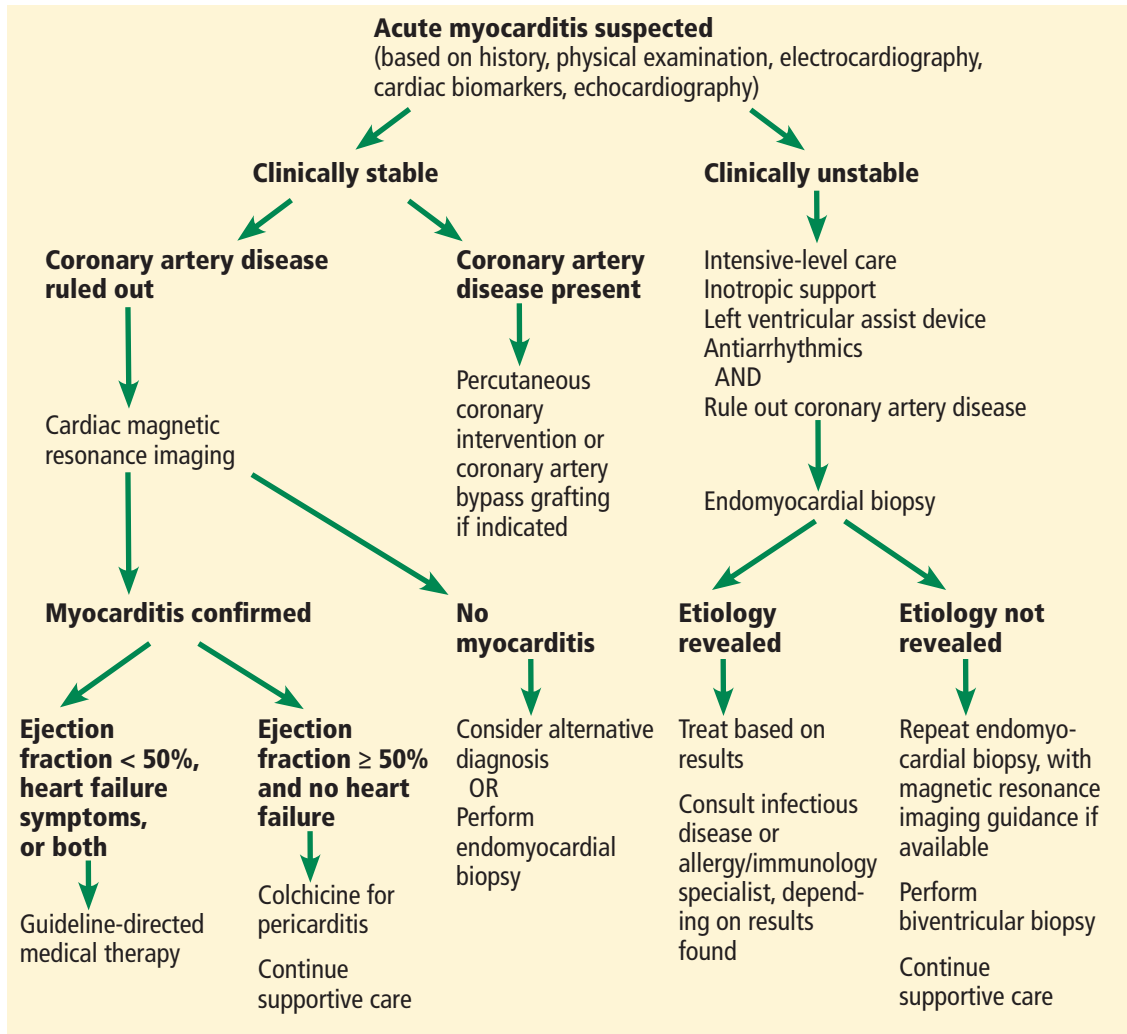 Acute myocarditis suspected
(based on history, physical examination, electrocardiography,
cardiac biomarkers, echocardiography)
Clinically stable
Clinically unstable
Coronary artery disease
ruled out
Coronary artery
disease present
Intensive-level care
Inotropic support
Left ventricular assist device
Antiarrhythmics
AND
Rule out coronary artery disease
Percutaneous
coronary
intervention or
coronary artery
bypass grafting
if indicated
Cardiac magnetic
resonance imaging
Endomyocardial biopsy
Myocarditis confirmed
No
myocarditis
Etiology
revealed
Etiology not
revealed
Ejection
fraction < 50%,
heart failure
symptoms,
or both
Ejection
fraction ≥ 50%
and no heart
failure
Consider alternative
diagnosis
OR
Perform
endomyocardial
biopsy
Treat based on
results
Consult infectious
disease or
allergy/immunology
specialist, depend-
ing on results
found
Repeat endomyo-
cardial biopsy, with
magnetic resonance
imaging guidance if
available
Perform
biventricular biopsy
Continue
supportive care
Guideline-directed
medical therapy
Colchicine for
pericarditis
Continue
supportive care